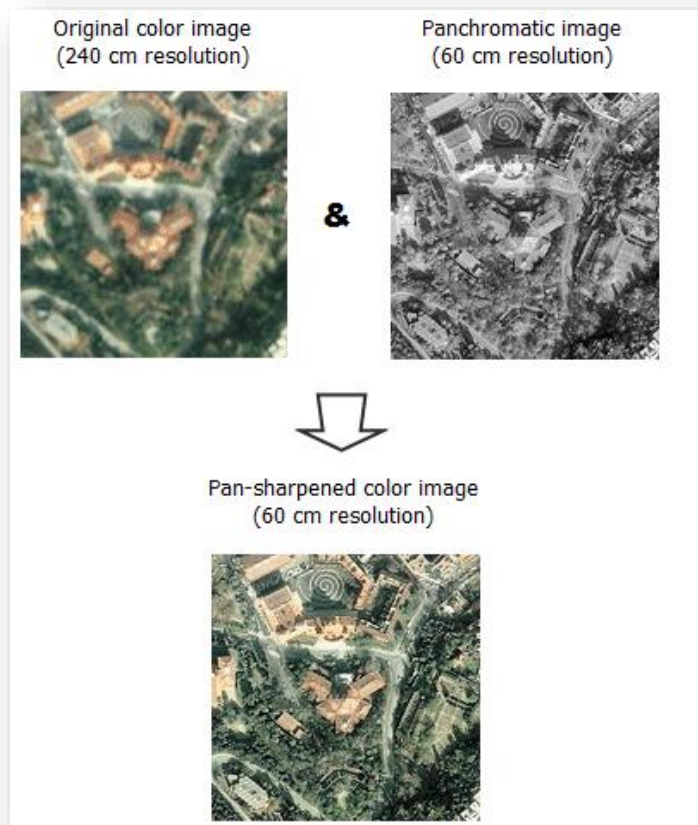 Original color image
(240 cm resolution)
Panchromatic image
(60 cm resolution)
&
Pan-sharpened color image
(60 cm resolution)